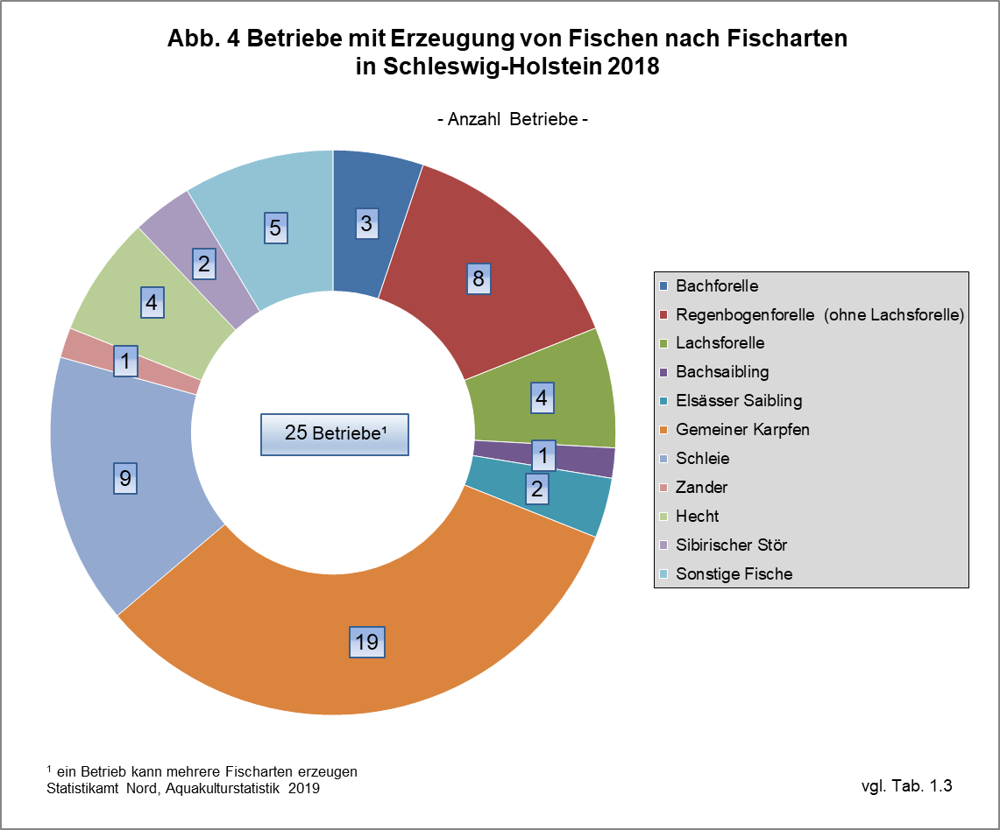 Abb. 4 Betriebe mit Erzeugung von Fischen nach Fischarten
in Schleswig-Holstein 2018
- Anzahl Betriebe -
3
8
4
1
2
19
9
1
4
2
5
25 Betriebe¹
Bachforelle
Regenbogenforelle (ohne Lachsforelle)
Lachsforelle
Bachsaibling
Elsässer Saibling
Gemeiner Karpfen
Schleie
Zander
Hecht
Sibirischer Stör
Sonstige Fische
¹ ein Betrieb kann mehrere Fischarten erzeugen
Statistikamt Nord, Aquakulturstatistik 2019
vgl. Tab. 1.3